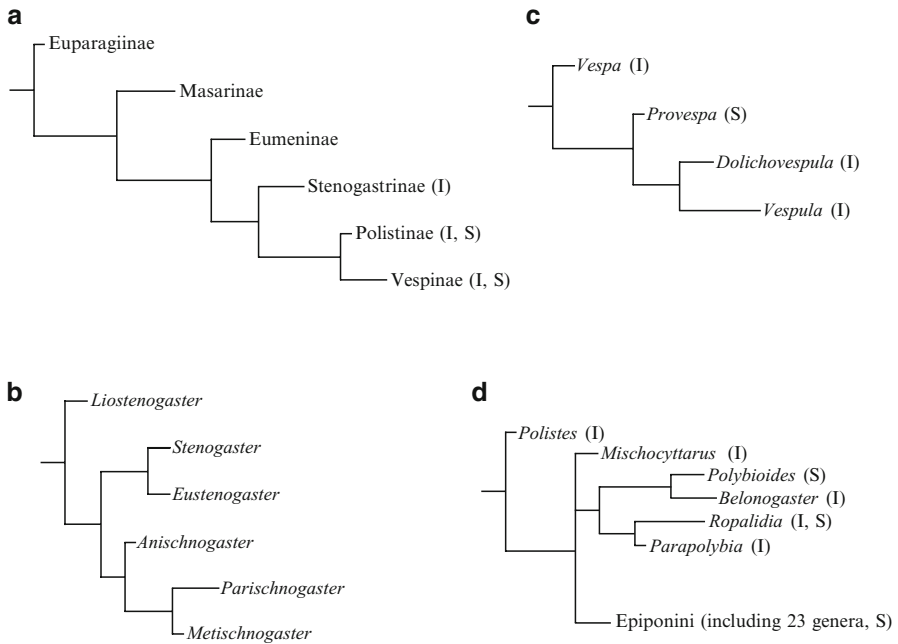 a
Euparagiinae
Masarinae
Eumeninae
Stenogastrinae (I)
Polistinae (I, S)
Vespinae (I, S)
c
Vespa (I)
Provespa (S)
Dolichovespula (I)
Vespula (I)
b
Liostenogaster
Stenogaster
Eustenogaster
Anischnogaster
Parischnogaster
Metischnogaster
d
Polistes (I)
Mischocyttarus (I)
Polybioides (S)
Belonogaster (I)
Ropalidia (I, S)
Parapolybia (I)
Epiponini (including 23 genera, S)